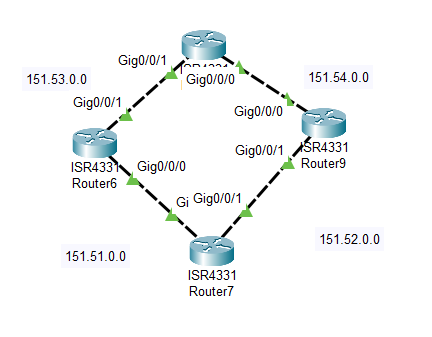 Gig0/0/1
151.53.0.0
Gig0/0/0
151.54.0.0
Gig0/0/1
Gig0/0/0
ISR4331
Router9
ISR4331
Router6
Gig0/0/0
Gig0/0/1
Gi
Gig0/0/1
151.52.0.0
151.51.0.0
ISR4331
Router7